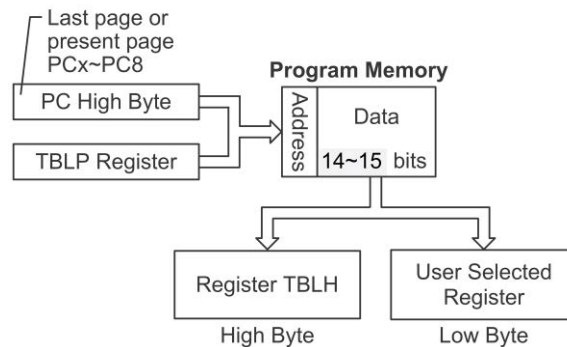 Last page or
present page
PCx~PC8
Program Memory
PC High Byte
TBLP Register
Address
Data
14~15 bits
Register TBLH
User Selected
Register
High Byte
Low Byte